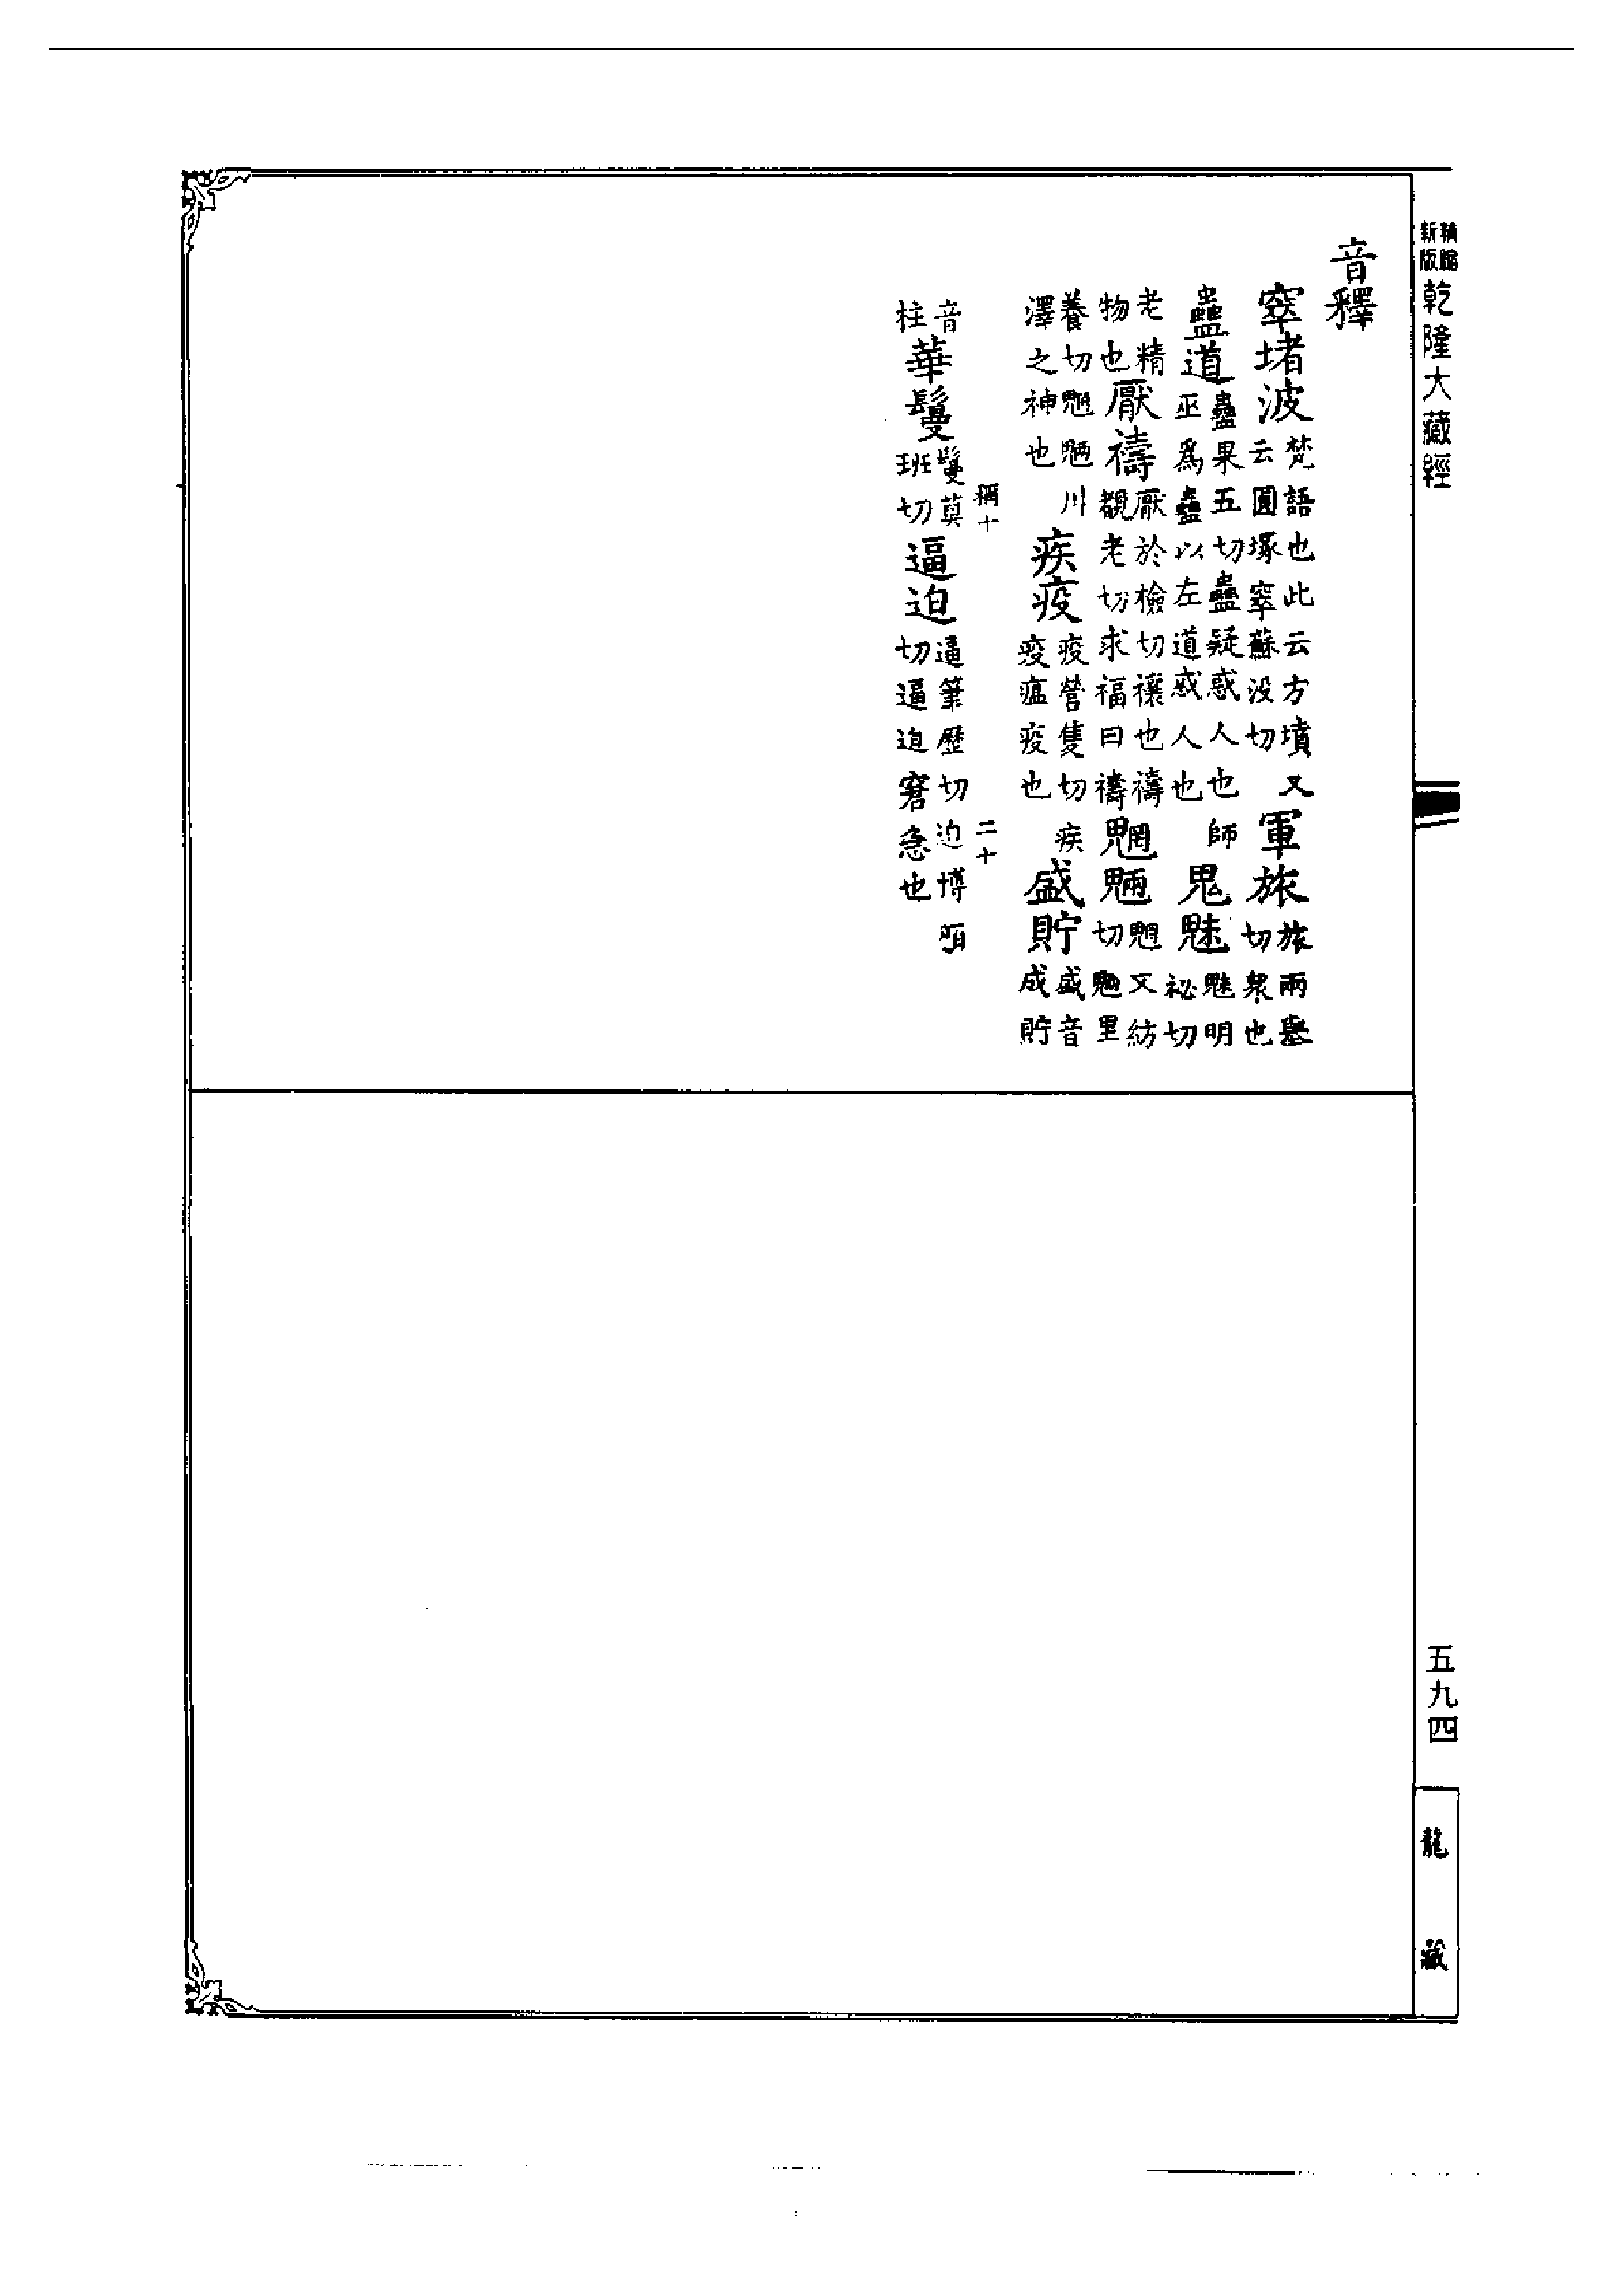 新版
乾隆大藏經
五九四
龍藏
音釋
窣堵波 梵語也此云方墳又云圓塚窣蘇没切 軍旅 旅兩舉切衆也
蠱道 蠱果五切蠱疑惑人也師巫爲蠱以左道惑人也 鬼魅 魅明祕切
老精物也 厭禱 厭於檢切禳也禱覩老切求福曰禱 魍魎 魍文紡切魎里
養切魍魎川澤之神也 疾疫 疫營隻切疾疫瘟疫也 盛貯 盛音成貯
稱十 二十
音柱 華鬘 鬘莫班切 逼迫 逼筆歷切迫博陌切逼迫窘急也